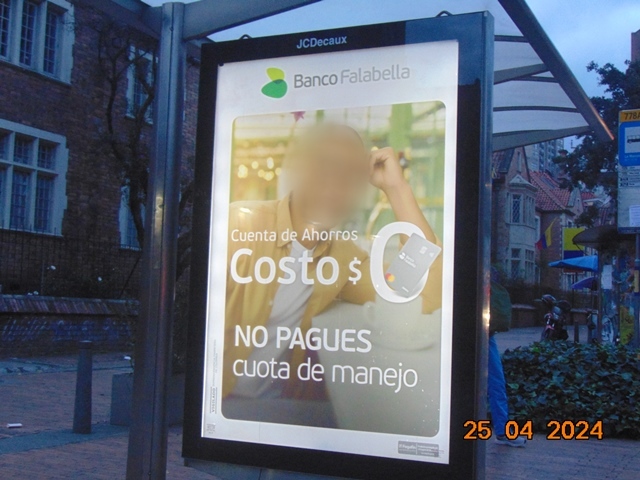 JCDecaux
Banco Falabella
Cuenta de Ahorros
Costo $ 0
NO PAGUES
cuota de manejo
25 04 2024